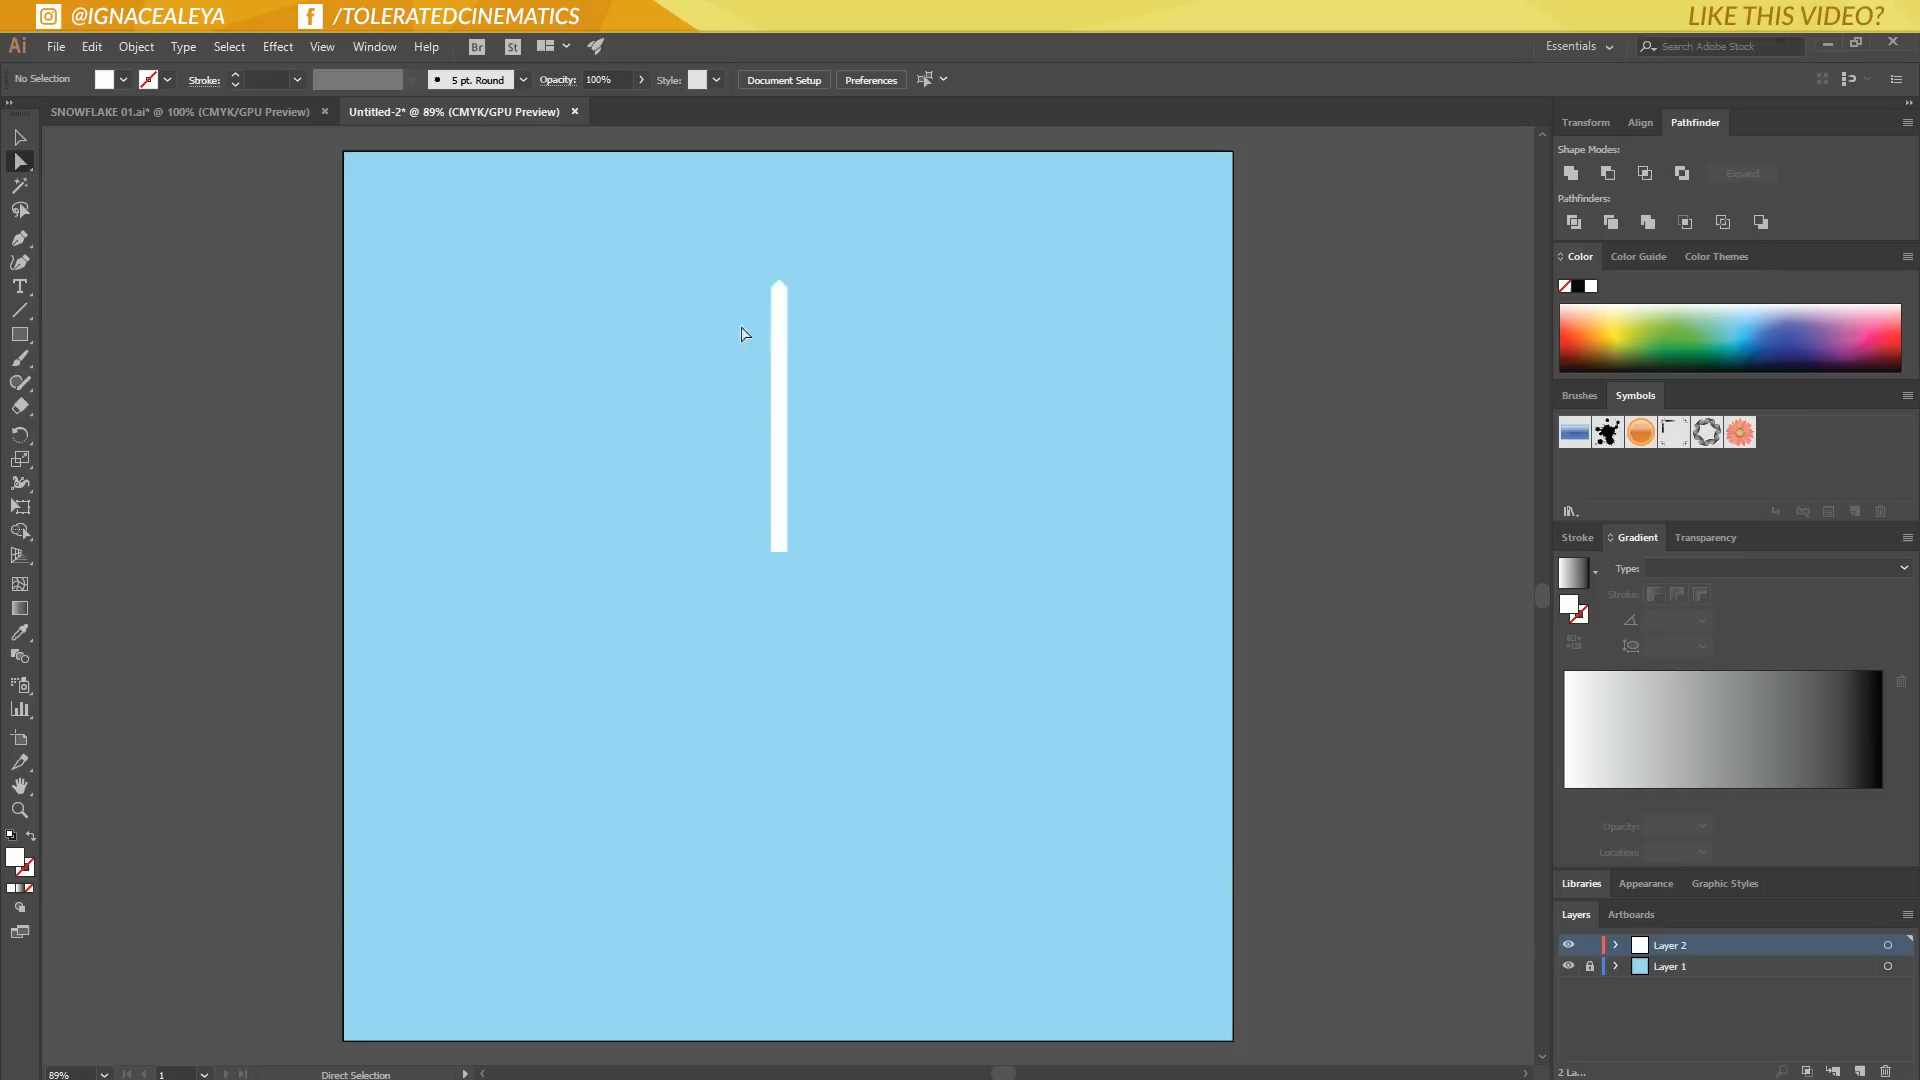 @IGNACEALEYA
/TOLERATEDCINEMATICS
LIKE THIS VIDEO?
Ai File Edit Object Type Select Effect View Window Help Br St Essentials Search Adobe Stock
No Selection Stroke: 5 pt. Round Opacity: 100% Style: Document Setup Preferences
SNOWFLAKE 01.ai* @ 100% (CMYK/GPU Preview) Untitled-2* @ 89% (CMYK/GPU Preview)
Transform Align Pathfinder
Shape Modes:
Expand
Pathfinders:
Color Color Guide Color Themes
Brushes Symbols
Stroke Gradient Transparency
Type:
Stroke:
Opacity:
Location:
Libraries Appearance Graphic Styles
Layers Artboards
Layer 2
Layer 1
2 La...
89% 1 Direct Selection